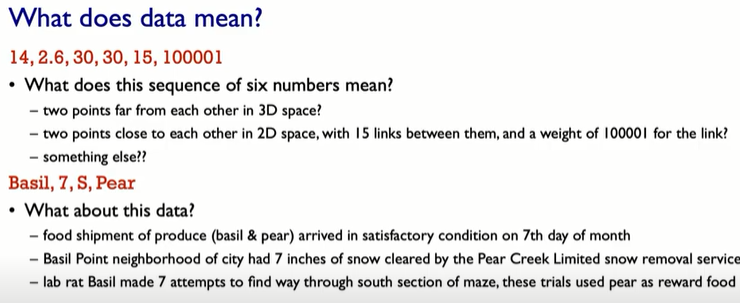 What does data mean?
14, 2.6, 30, 30, 15, 100001
• What does this sequence of six numbers mean?
– two points far from each other in 3D space?
– two points close to each other in 2D space, with 15 links between them, and a weight of 100001 for the link?
– something else??
Basil, 7, S, Pear
• What about this data?
– food shipment of produce (basil & pear) arrived in satisfactory condition on 7th day of month
– Basil Point neighborhood of city had 7 inches of snow cleared by the Pear Creek Limited snow removal service
– lab rat Basil made 7 attempts to find way through south section of maze, these trials used pear as reward food